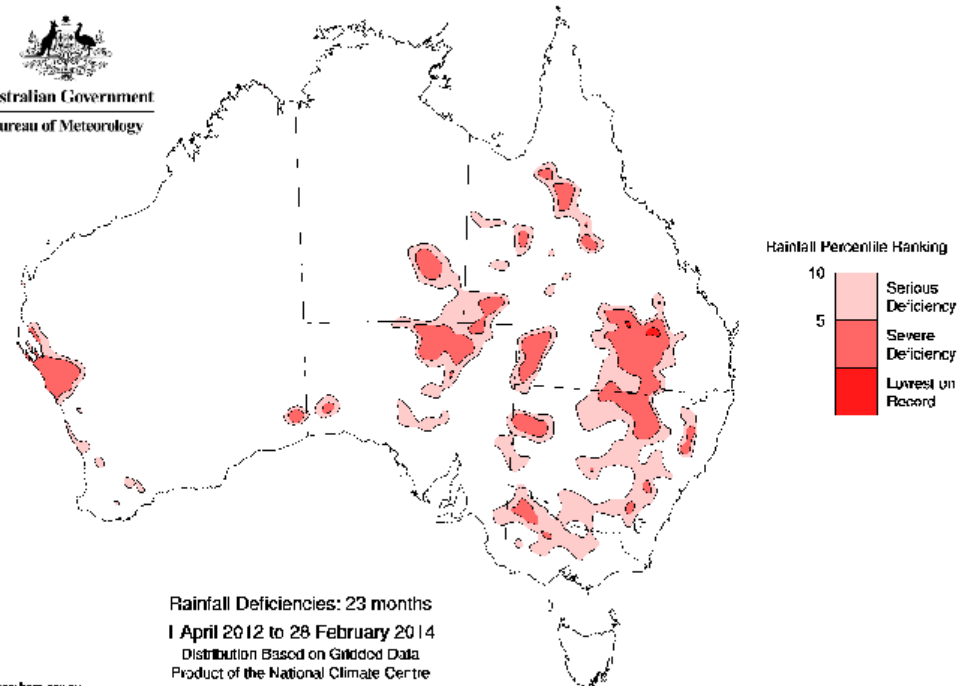 stralian Government
ureau of Meteorology
Rainfall Percentile Ranking
10
Serious
Deficiency
5
Severe
Deficiency
Lowest on
Record
Rainfall Deficiencies: 23 months
1 April 2012 to 28 February 2014
Distribution Based on Gridded Data
Product of the National Climate Centre